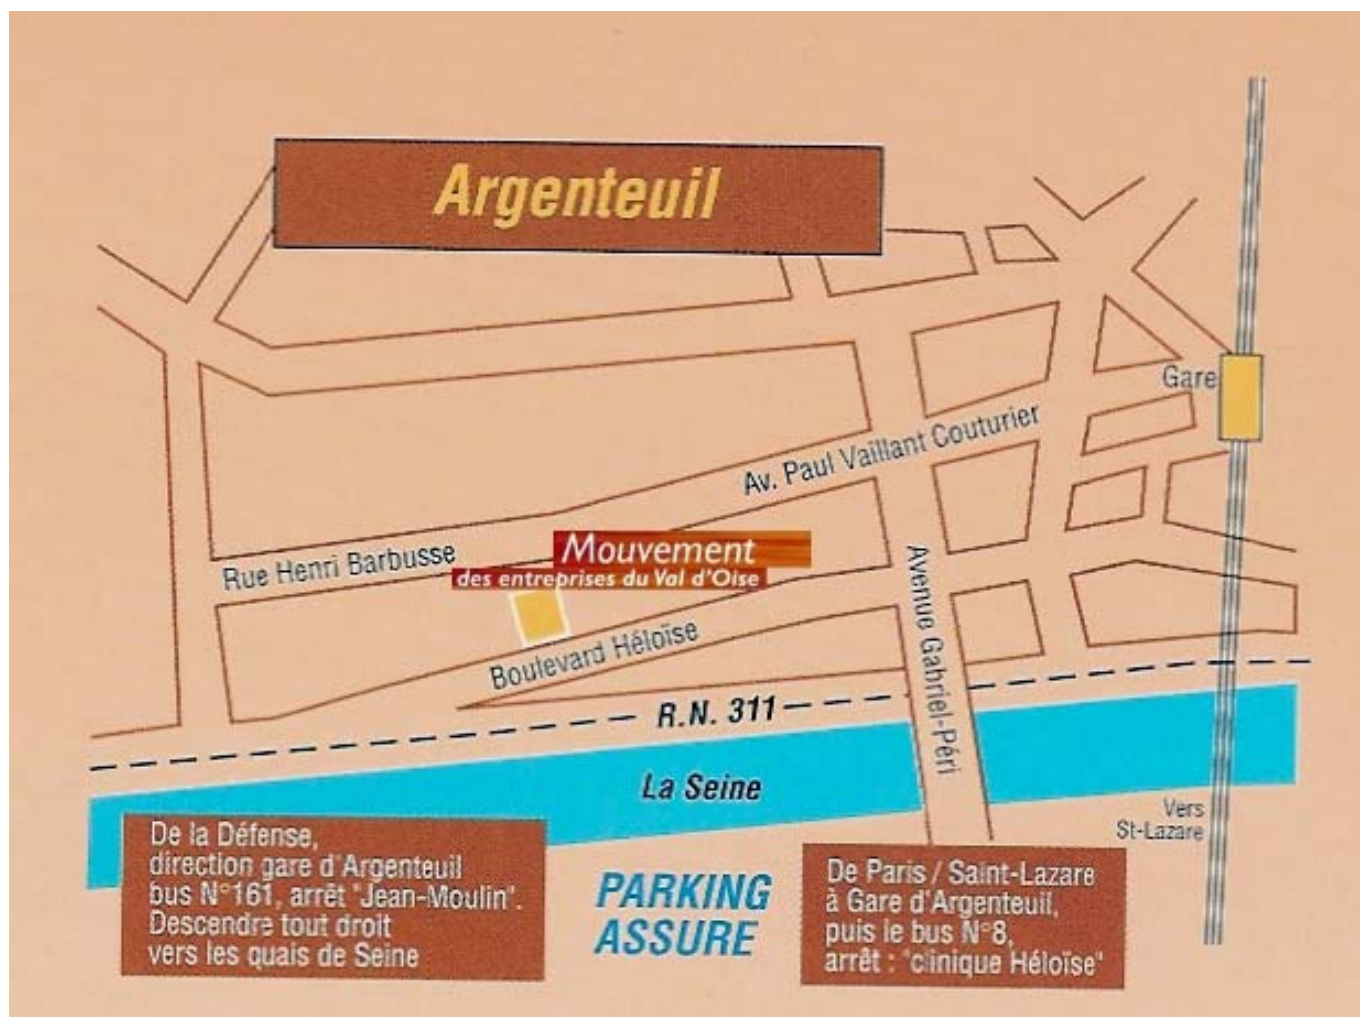 Argenteuil
Gare
Av. Paul Vaillant Couturier
Mouvement
des entreprises du Val d'Oise
Rue Henri Barbusse
Boulevard Héloïse
Avenue Gabriel-Péri
R.N. 311
La Seine
Vers
St-Lazare
De la Défense,
direction gare d'Argenteuil
bus N°161, arrêt "Jean-Moulin".
Descendre tout droit
vers les quais de Seine
PARKING
ASSURE
De Paris / Saint-Lazare
à Gare d'Argenteuil,
puis le bus N°8,
arrêt : "clinique Héloïse"